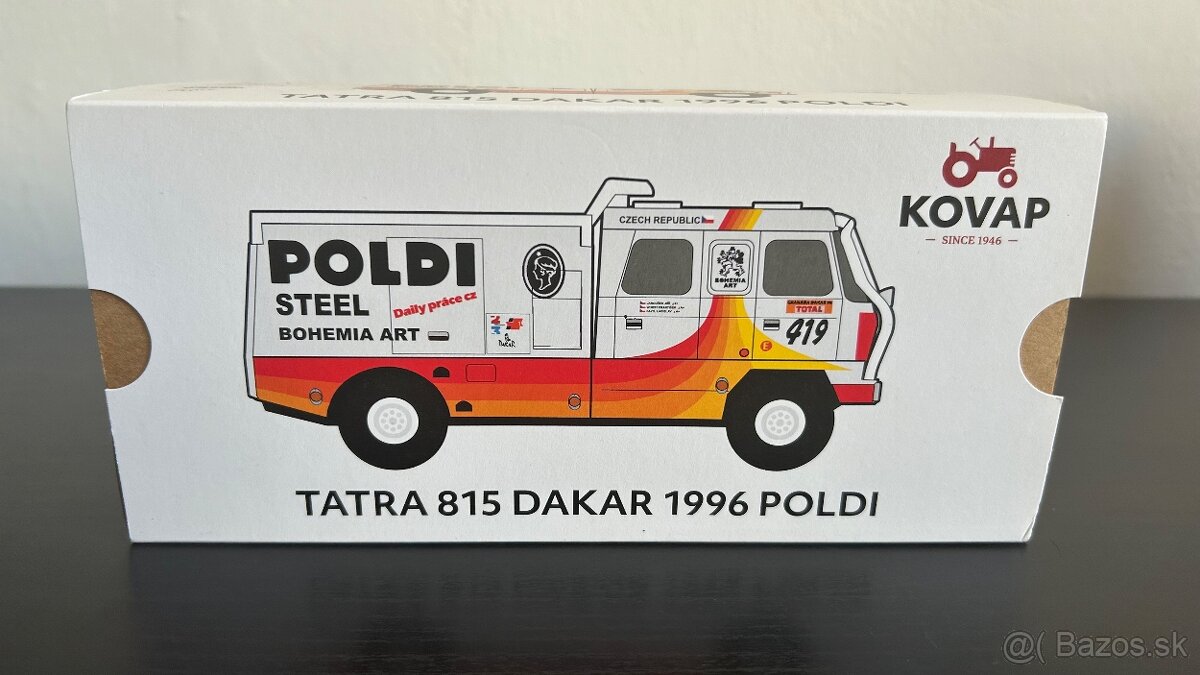 TATRA 815 DAKAR 1996 POLDI
KOVAP
SINCE 1946
CZECH REPUBLIC
POLDI
STEEL
Daily práce cz
BOHEMIA ART
BOHEMIA
ART
DAKAR
TOTAL
419
E
TATRA 815 DAKAR 1996 POLDI
@( Bazos.sk